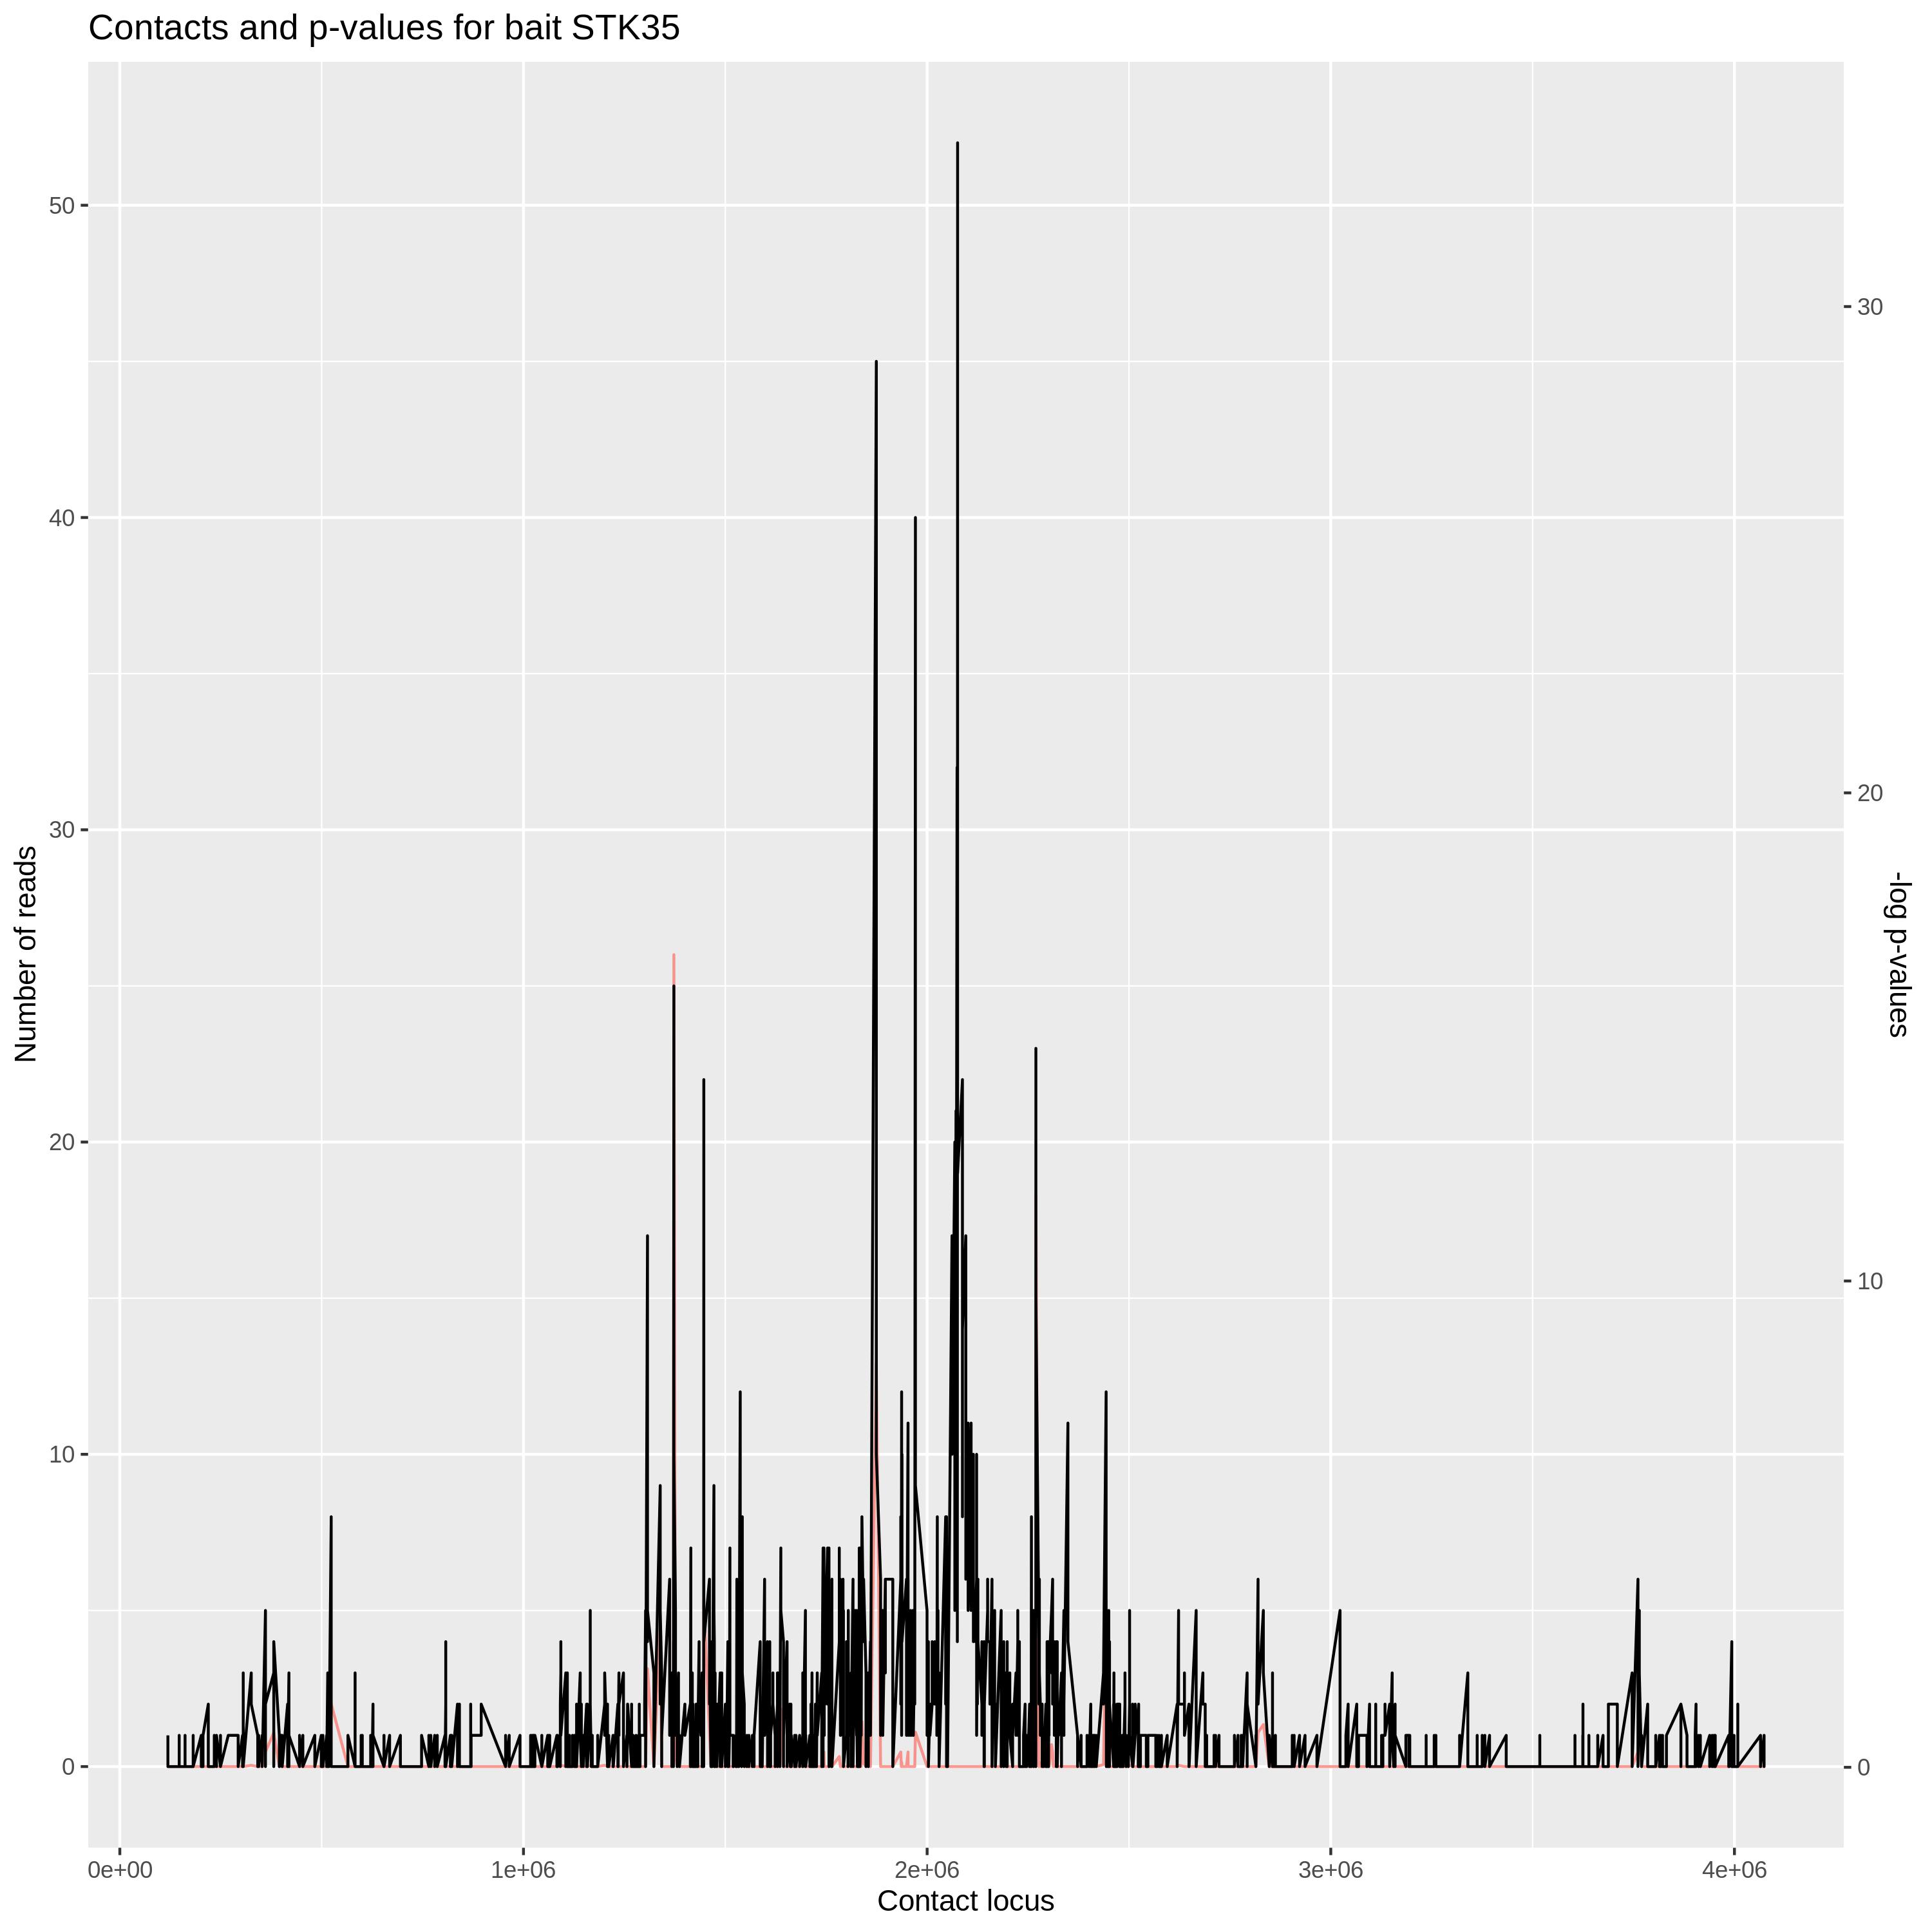 Contacts and p-values for bait STK35
50
40
30
20
10
0
Number of reads
30
20
10
0
-log p-values
0e+00 1e+06 2e+06 3e+06 4e+06
Contact locus